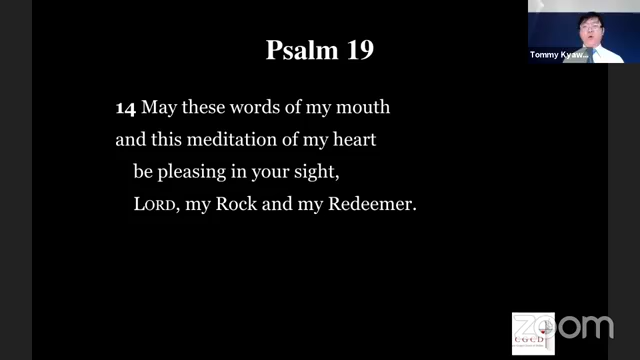 Psalm 19
Tommy Kyaw...
14 May these words of my mouth
and this meditation of my heart
be pleasing in your sight,
LORD, my Rock and my Redeemer.
zoom